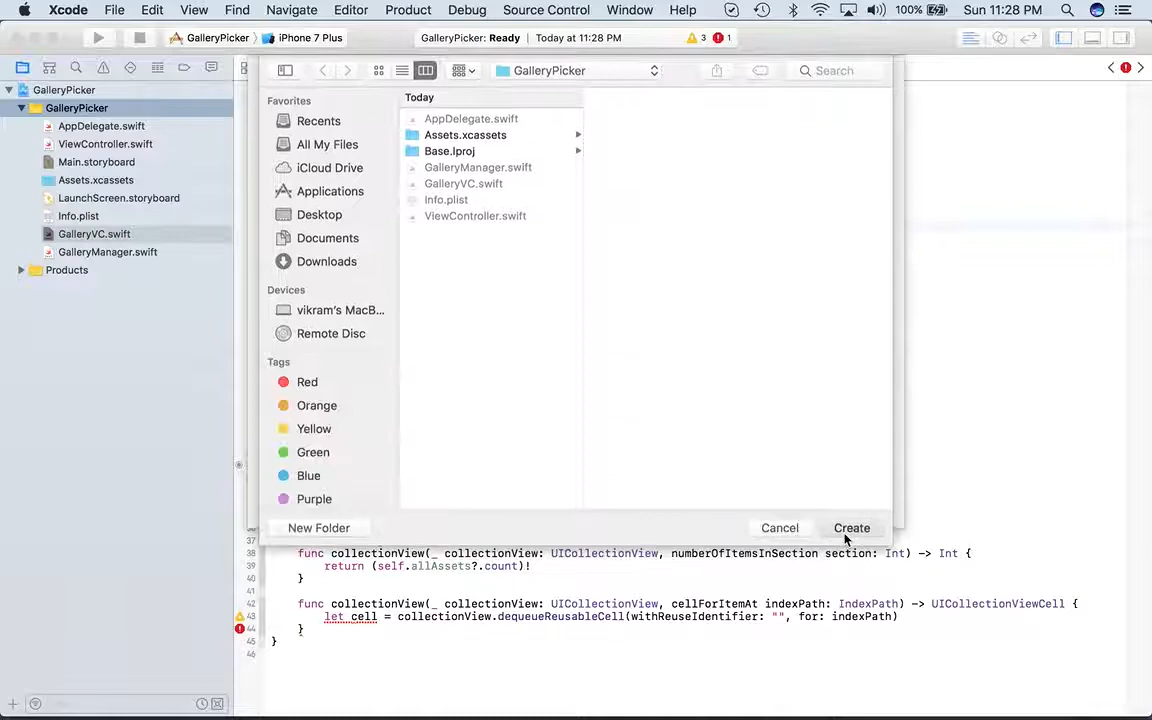 Xcode File Edit View Find Navigate Editor Product Debug Source Control Window Help 100% Sun 11:28 PM
GalleryPicker iPhone 7 Plus GalleryPicker: Ready Today at 11:28 PM 3 1
GalleryPicker Search
GalleryPicker
GalleryPicker
AppDelegate.swift
ViewController.swift
Main.storyboard
Assets.xcassets
LaunchScreen.storyboard
Info.plist
GalleryVC.swift
GalleryManager.swift
Products
Favorites
Recents
All My Files
iCloud Drive
Applications
Desktop
Documents
Downloads
Devices
vikram's MacB...
Remote Disc
Tags
Red
Orange
Yellow
Green
Blue
Purple
Today
AppDelegate.swift
Assets.xcassets
Base.lproj
GalleryManager.swift
GalleryVC.swift
Info.plist
ViewController.swift
New Folder Cancel Create
37
38 func collectionView(_ collectionView: UICollectionView, numberOfItemsInSection section: Int) -> Int {
39 return (self.allAssets?.count)!
40 }
41
42 func collectionView(_ collectionView: UICollectionView, cellForItemAt indexPath: IndexPath) -> UICollectionViewCell {
43 let cell = collectionView.dequeueReusableCell(withReuseIdentifier: "", for: indexPath)
44 }
45 }
46